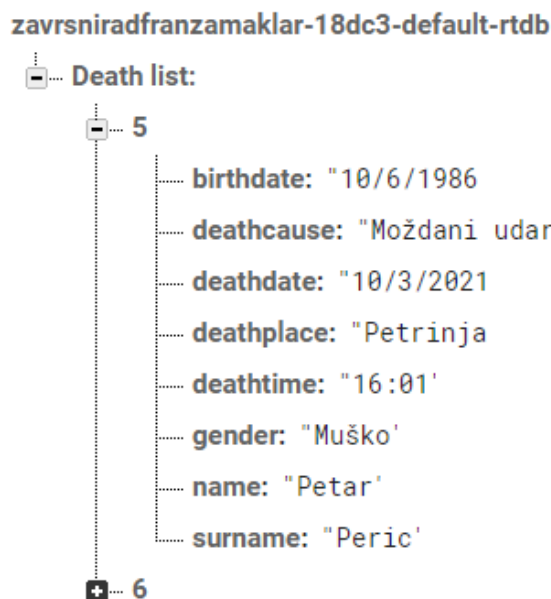 zavrsniradfranzamaklar-18dc3-default-rtdb
Death list:
5
birthdate: "10/6/1986
deathcause: "Moždani udar
deathdate: "10/3/2021
deathplace: "Petrinja
deathtime: "16:01'
gender: "Muško'
name: "Petar'
surname: "Peric'
6